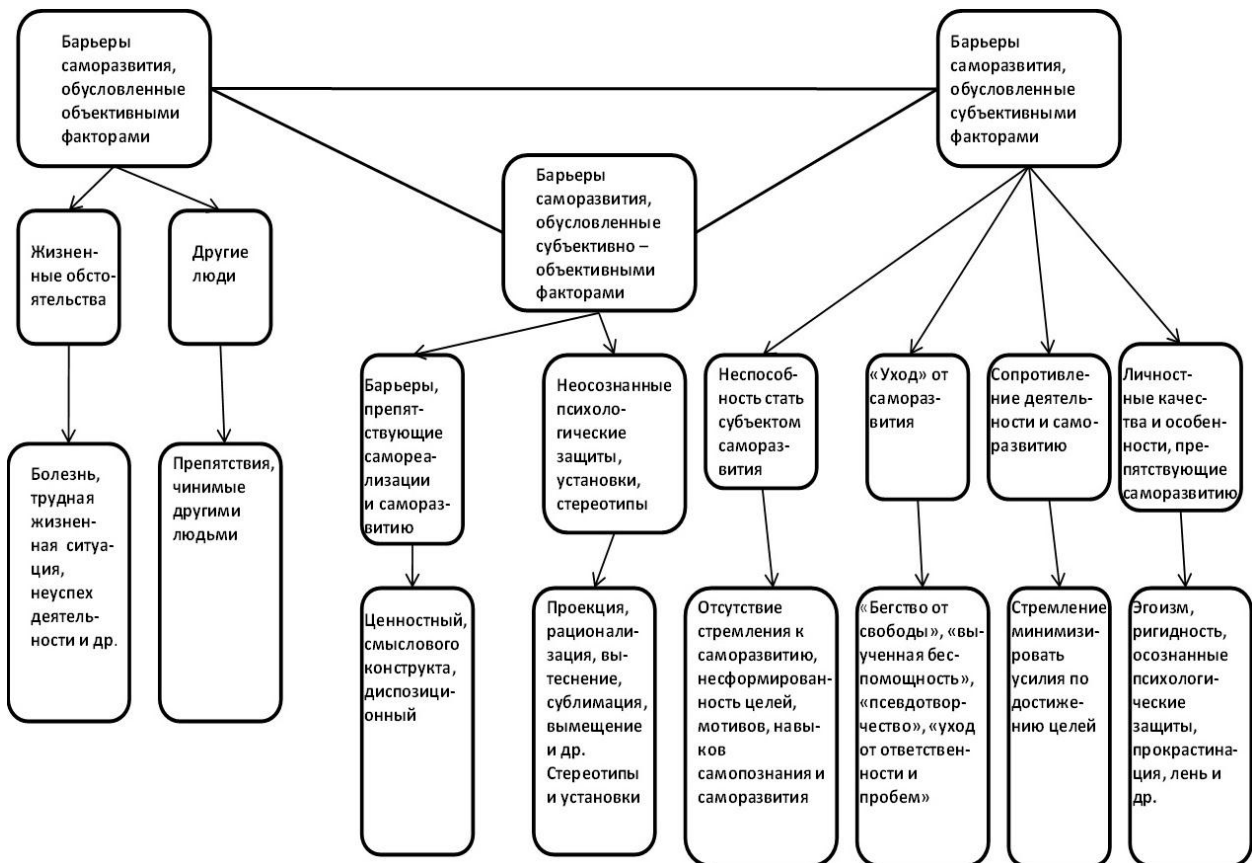 Барьеры
саморазвития,
обусловленные
объективными
факторами
Барьеры
саморазвития,
обусловленные
субъективными
факторами
Барьеры
саморазвития,
обусловленные
субъективно –
объективными
факторами
Жизнен-
ные обсто-
ятельства
Другие
люди
Барьеры,
препят-
ствующие
самореа-
лизации
и самораз-
витию
Неосознанные
психоло-
гические
защиты,
установки,
стереотипы
Неспособ-
ность стать
субъектом
самораз-
вития
«Уход» от
самораз-
вития
Сопротивле-
ние деятель-
ности и само-
развитию
Личност-
ные качес-
тва и особен-
ности, пре-
пятствующие
саморазвитию
Болезнь,
трудная
жизнен-
ная ситуа-
ция,
неуспех
деятель-
ности и др.
Препятствия,
чинимые
другими
людьми
Ценностный,
смыслового
конструкта,
диспозици-
онный
Проекция,
рационали-
зация, вы-
теснение,
сублимация,
вымещение
и др.
Стереотипы
и установки
Отсутствие
стремления к
саморазвитию,
несформирован-
ность целей,
мотивов, навы-
ков
самопознания и
саморазвития
«Бегство от
свободы», «вы-
ученная бес-
помощность»,
«псевдотвор-
чество», «уход
от ответствен-
ности и
пробем»
Стремление
минимизи-
ровать
усилия по
достижению
целей
Эгоизм,
ригидность,
осознанные
психологи-
ческие
защиты,
прокрастина-
ция, лень и
др.